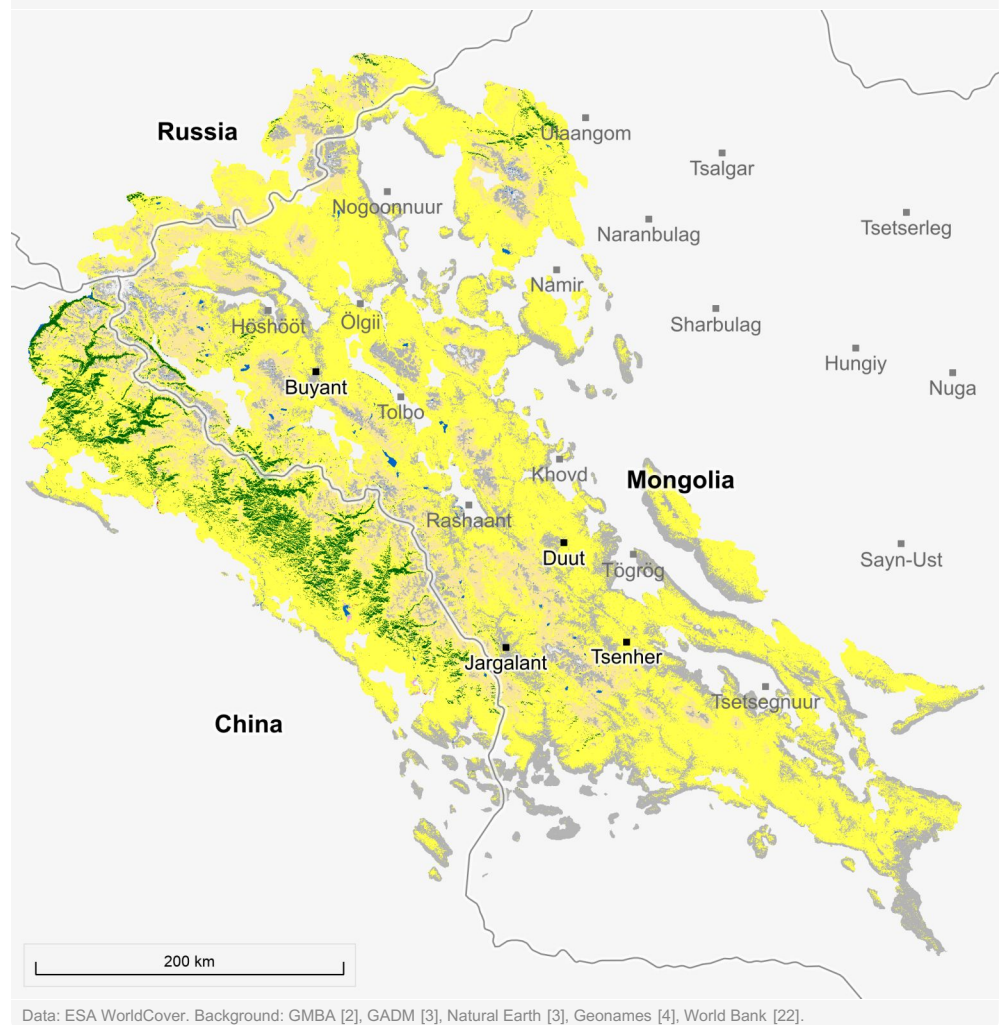 Russia
Ulaangom
Tsalgar
Nogoonnuur
Tsetserleg
Naranbulag
Namir
Höshööt
Ölgii
Sharbulag
Hungiy
Nuga
Buyant
Tolbo
Khovd
Mongolia
Rashaant
Duut
Tögrög
Sayn-Ust
Jargalant
Tsenher
Tsetsegnuur
China
200 km
Data: ESA WorldCover. Background: GMBA [2], GADM [3], Natural Earth [3], Geonames [4], World Bank [22].